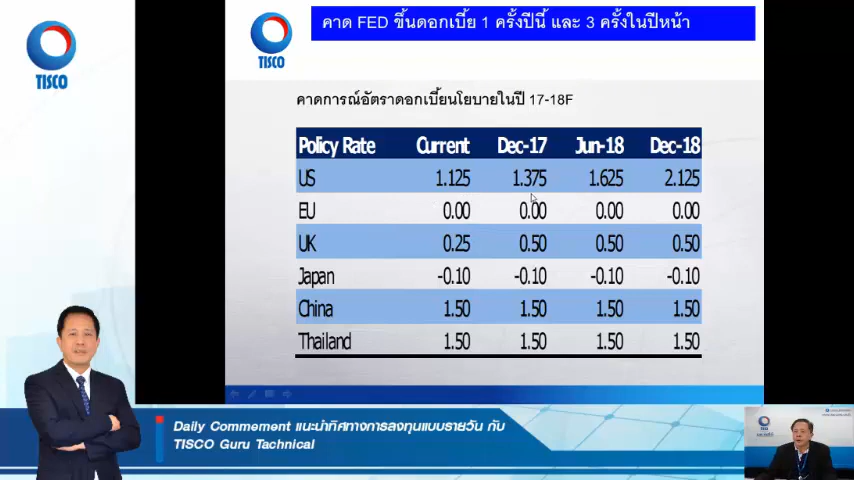 TISCO
TISCO
คาด FED ขึ้นดอกเบี้ย 1 ครั้งปีนี้ และ 3 ครั้งในปีหน้า
คาดการณ์อัตราดอกเบี้ยนโยบายในปี 17-18F
Policy Rate Current Dec-17 Jun-18 Dec-18
US 1.125 1.375 1.625 2.125
EU 0.00 0.00 0.00 0.00
UK 0.25 0.50 0.50 0.50
Japan -0.10 -0.10 -0.10 -0.10
China 1.50 1.50 1.50 1.50
Thailand 1.50 1.50 1.50 1.50
Daily Commement แนะนำทิศทางการลงทุนแบบรายวัน กับ
TISCO Guru Tachnical